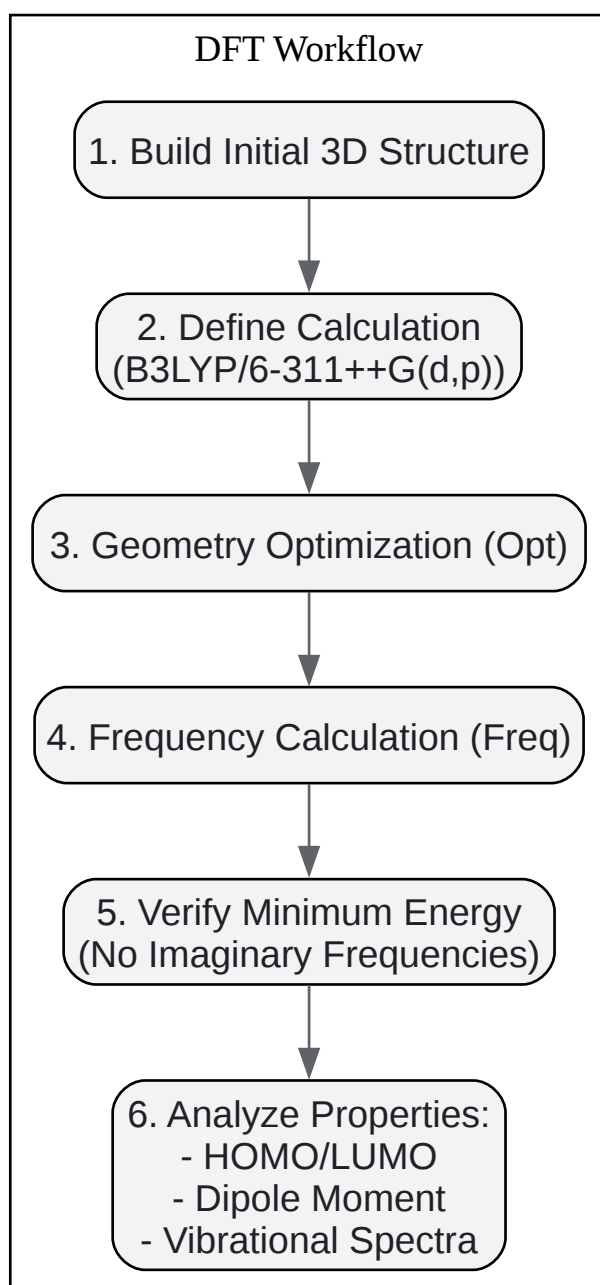 DFT Workflow
1. Build Initial 3D Structure
2. Define Calculation
(B3LYP/6-311++G(d,p))
3. Geometry Optimization (Opt)
4. Frequency Calculation (Freq)
5. Verify Minimum Energy
(No Imaginary Frequencies)
6. Analyze Properties:
- HOMO/LUMO
- Dipole Moment
- Vibrational Spectra